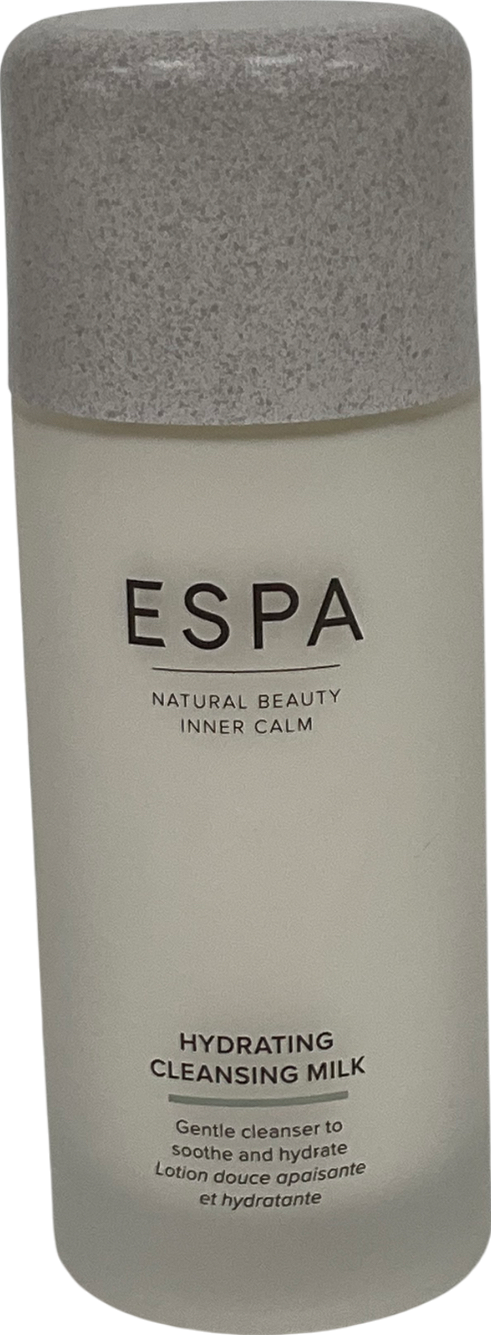 ESPA
NATURAL BEAUTY
INNER CALM
HYDRATING
CLEANSING MILK
Gentle cleanser to
soothe and hydrate
Lotion douce apaisante
et hydratante